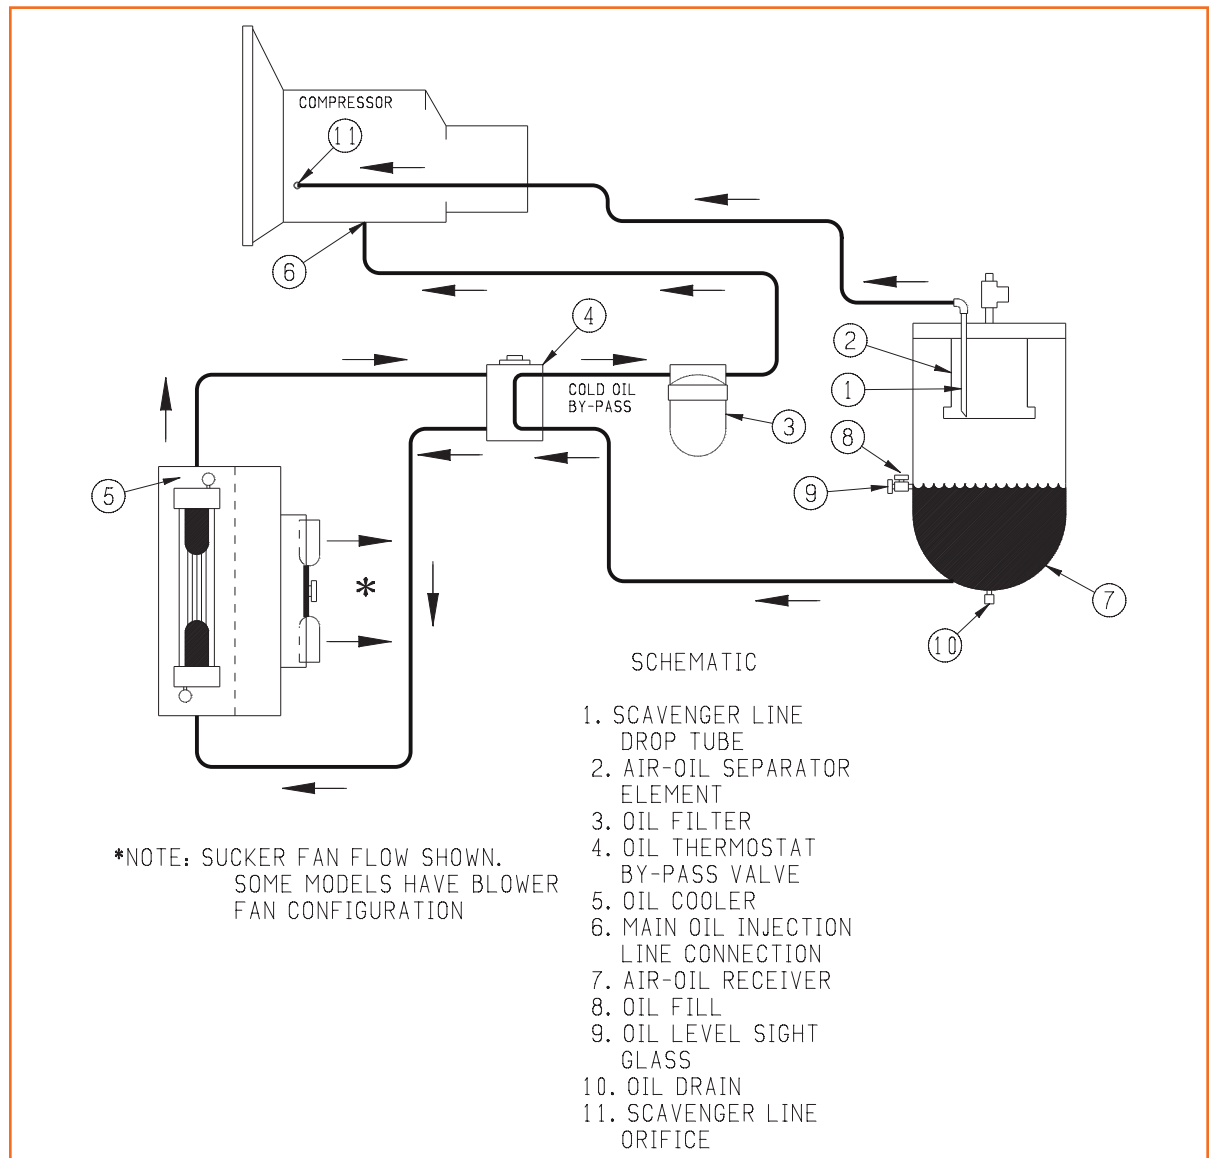 COMPRESSOR
11
6
4
2
1
COLD OIL
BY-PASS
3
8
9
5
*
7
10
SCHEMATIC
1. SCAVENGER LINE
DROP TUBE
2. AIR-OIL SEPARATOR
ELEMENT
3. OIL FILTER
4. OIL THERMOSTAT
BY-PASS VALVE
5. OIL COOLER
6. MAIN OIL INJECTION
LINE CONNECTION
7. AIR-OIL RECEIVER
8. OIL FILL
9. OIL LEVEL SIGHT
GLASS
10. OIL DRAIN
11. SCAVENGER LINE
ORIFICE
*NOTE: SUCKER FAN FLOW SHOWN.
SOME MODELS HAVE BLOWER
FAN CONFIGURATION